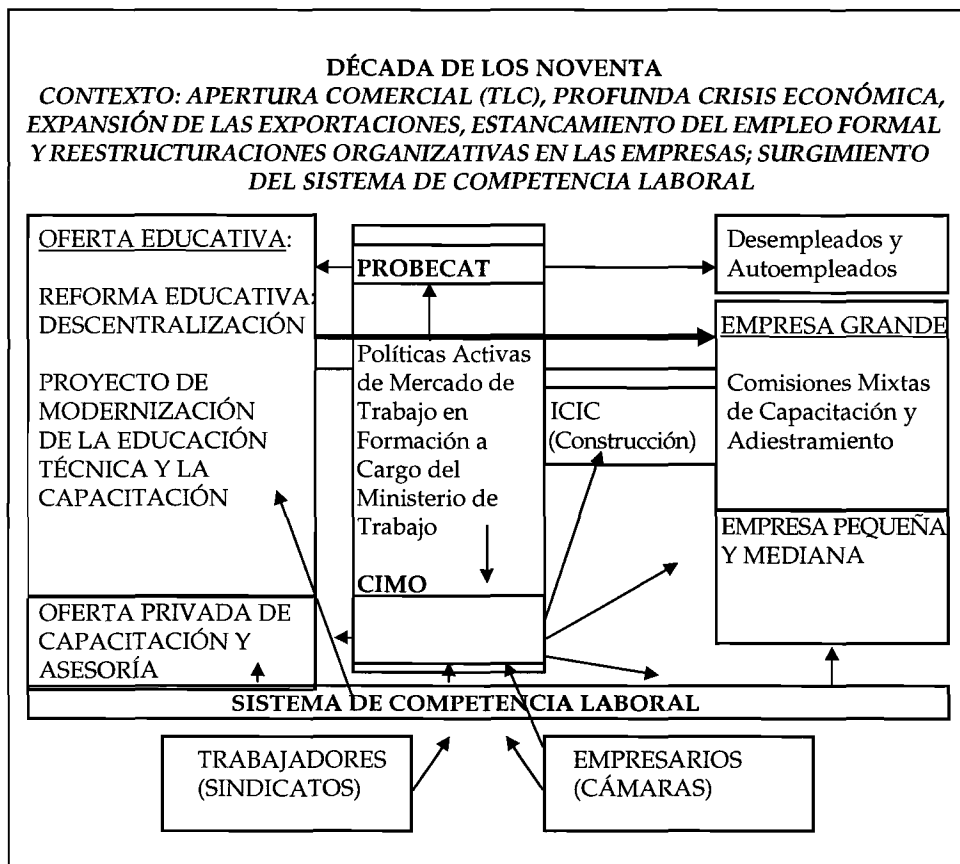 DÉCADA DE LOS NOVENTA
CONTEXTO: APERTURA COMERCIAL (TLC), PROFUNDA CRISIS ECONÓMICA,
EXPANSIÓN DE LAS EXPORTACIONES, ESTANCAMIENTO DEL EMPLEO FORMAL
Y REESTRUCTURACIONES ORGANIZATIVAS EN LAS EMPRESAS; SURGIMIENTO
DEL SISTEMA DE COMPETENCIA LABORAL
OFERTA EDUCATIVA:
REFORMA EDUCATIVA:
DESCENTRALIZACIÓN
PROYECTO DE
MODERNIZACIÓN
DE LA EDUCACIÓN
TÉCNICA Y LA
CAPACITACIÓN
OFERTA PRIVADA DE
CAPACITACIÓN Y
ASESORÍA
PROBECAT
Políticas Activas
de Mercado de
Trabajo en
Formación a
Cargo del
Ministerio de
Trabajo
CIMO
ICIC
(Construcción)
Desempleados y
Autoempleados
EMPRESA GRANDE
Comisiones Mixtas
de Capacitación y
Adiestramiento
EMPRESA PEQUEÑA
Y MEDIANA
SISTEMA DE COMPETENCIA LABORAL
TRABAJADORES
(SINDICATOS)
EMPRESARIOS
(CÁMARAS)